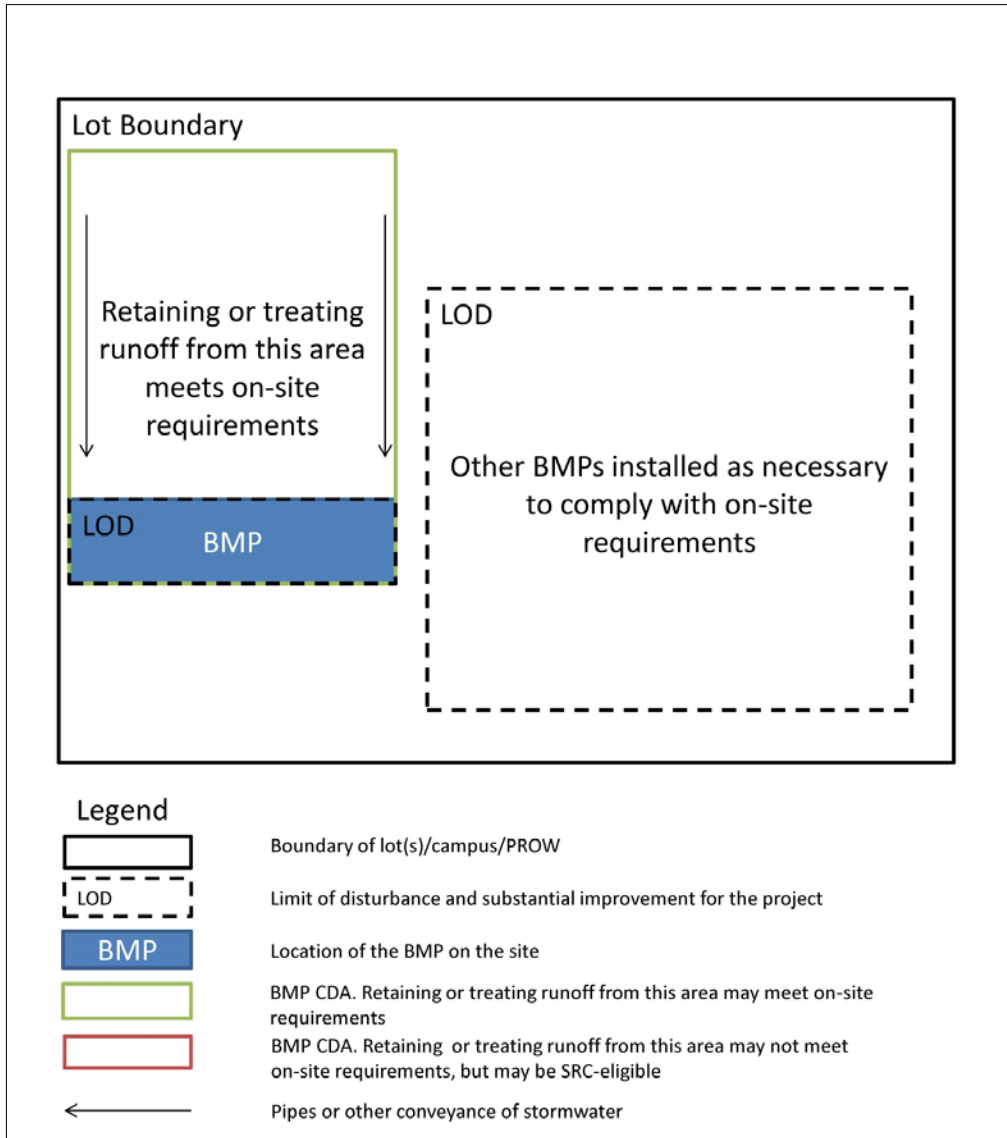 Lot Boundary
Retaining or treating
runoff from this area
meets on-site
requirements
LOD
BMP
LOD
Other BMPs installed as necessary
to comply with on-site
requirements
Legend
Boundary of lot(s)/campus/PROW
LOD
Limit of disturbance and substantial improvement for the project
BMP
Location of the BMP on the site
BMP CDA. Retaining or treating runoff from this area may meet on-site
requirements
BMP CDA. Retaining or treating runoff from this area may not meet
on-site requirements, but may be SRC-eligible
Pipes or other conveyance of stormwater